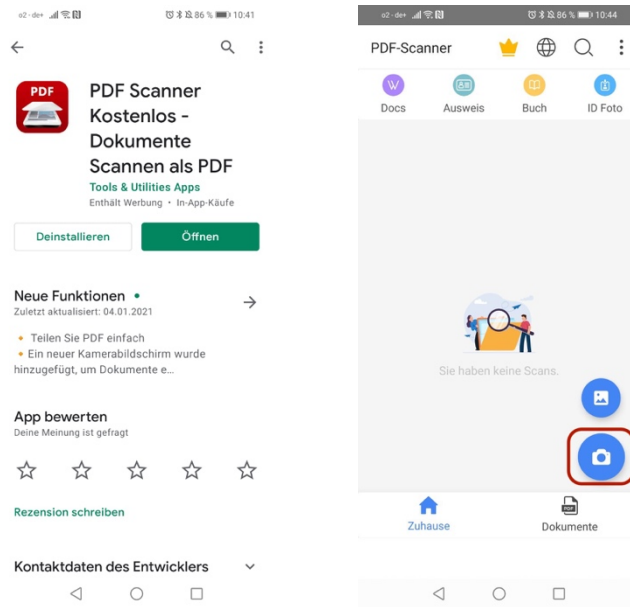 o2 - de+ 86 % 10:41
PDF
PDF Scanner
Kostenlos -
Dokumente
Scannen als PDF
Tools & Utilities Apps
Enthält Werbung • In-App-Käufe
Deinstallieren
Öffnen
Neue Funktionen •
Zuletzt aktualisiert: 04.01.2021
• Teilen Sie PDF einfach
• Ein neuer Kamerabildschirm wurde
hinzugefügt, um Dokumente e...
App bewerten
Deine Meinung ist gefragt
Rezension schreiben
Kontaktdaten des Entwicklers
o2 - de+ 86 % 10:44
PDF-Scanner
W
Docs
Ausweis
Buch
ID Foto
Sie haben keine Scans.
Zuhause
PDF
Dokumente